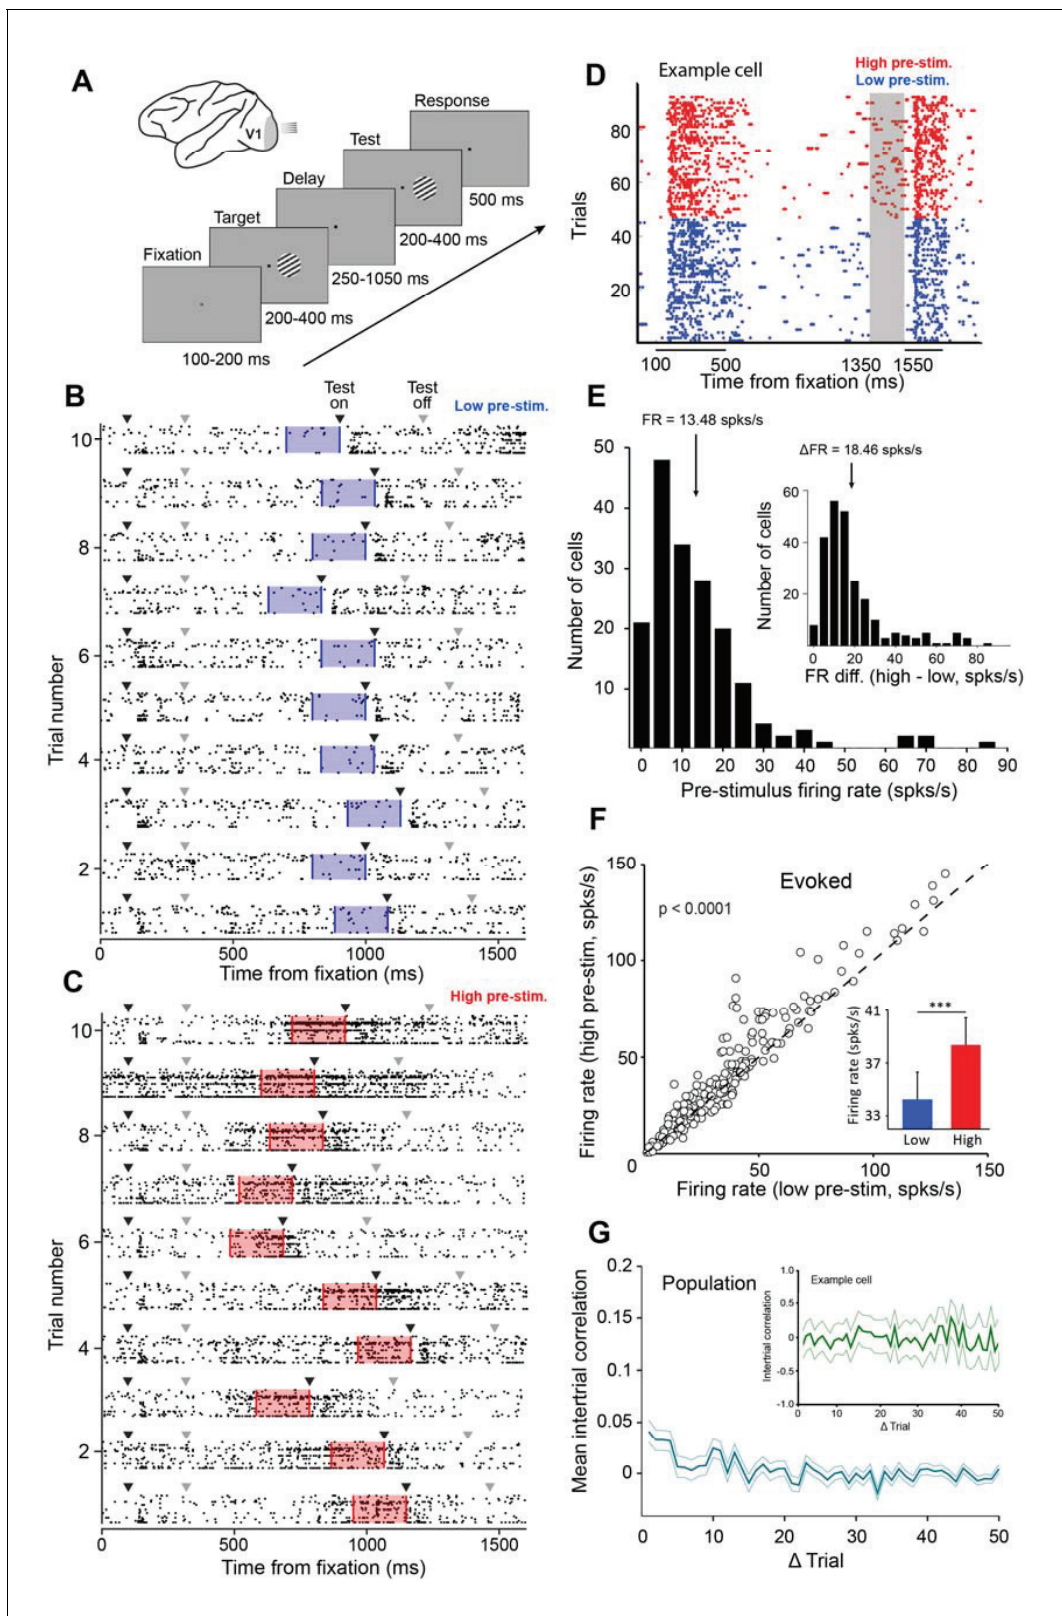 A
V1
Fixation
Target
Delay
Test
Response
100-200 ms
200-400 ms
250-1050 ms
200-400 ms
500 ms
B
Test on
Test off
Low pre-stim.
10
8
6
4
2
Trial number
0
500
1000
1500
Time from fixation (ms)
C
High pre-stim.
10
8
6
4
2
Trial number
0
500
1000
1500
Time from fixation (ms)
D
Example cell
High pre-stim.
Low pre-stim.
80
60
40
20
Trials
100
500
1350
1550
Time from fixation (ms)
E
FR = 13.48 spks/s
50
40
30
20
10
Number of cells
0
10
20
30
40
50
60
70
80
90
Pre-stimulus firing rate (spks/s)
ΔFR = 18.46 spks/s
60
40
20
Number of cells
0
20
40
60
80
FR diff. (high - low, spks/s)
F
Evoked
p < 0.0001
150
100
50
0
Firing rate (high pre-stim, spks/s)
50
100
150
Firing rate (low pre-stim, spks/s)
***
41
37
33
Firing rate (spks/s)
Low
High
G
Population
0.2
0.15
0.1
0.05
0
Mean intertrial correlation
0
10
20
30
40
50
Δ Trial
Example cell
1.0
0.5
0
-0.5
-1.0
Intertrial correlation
0
10
20
30
40
50
Δ Trial